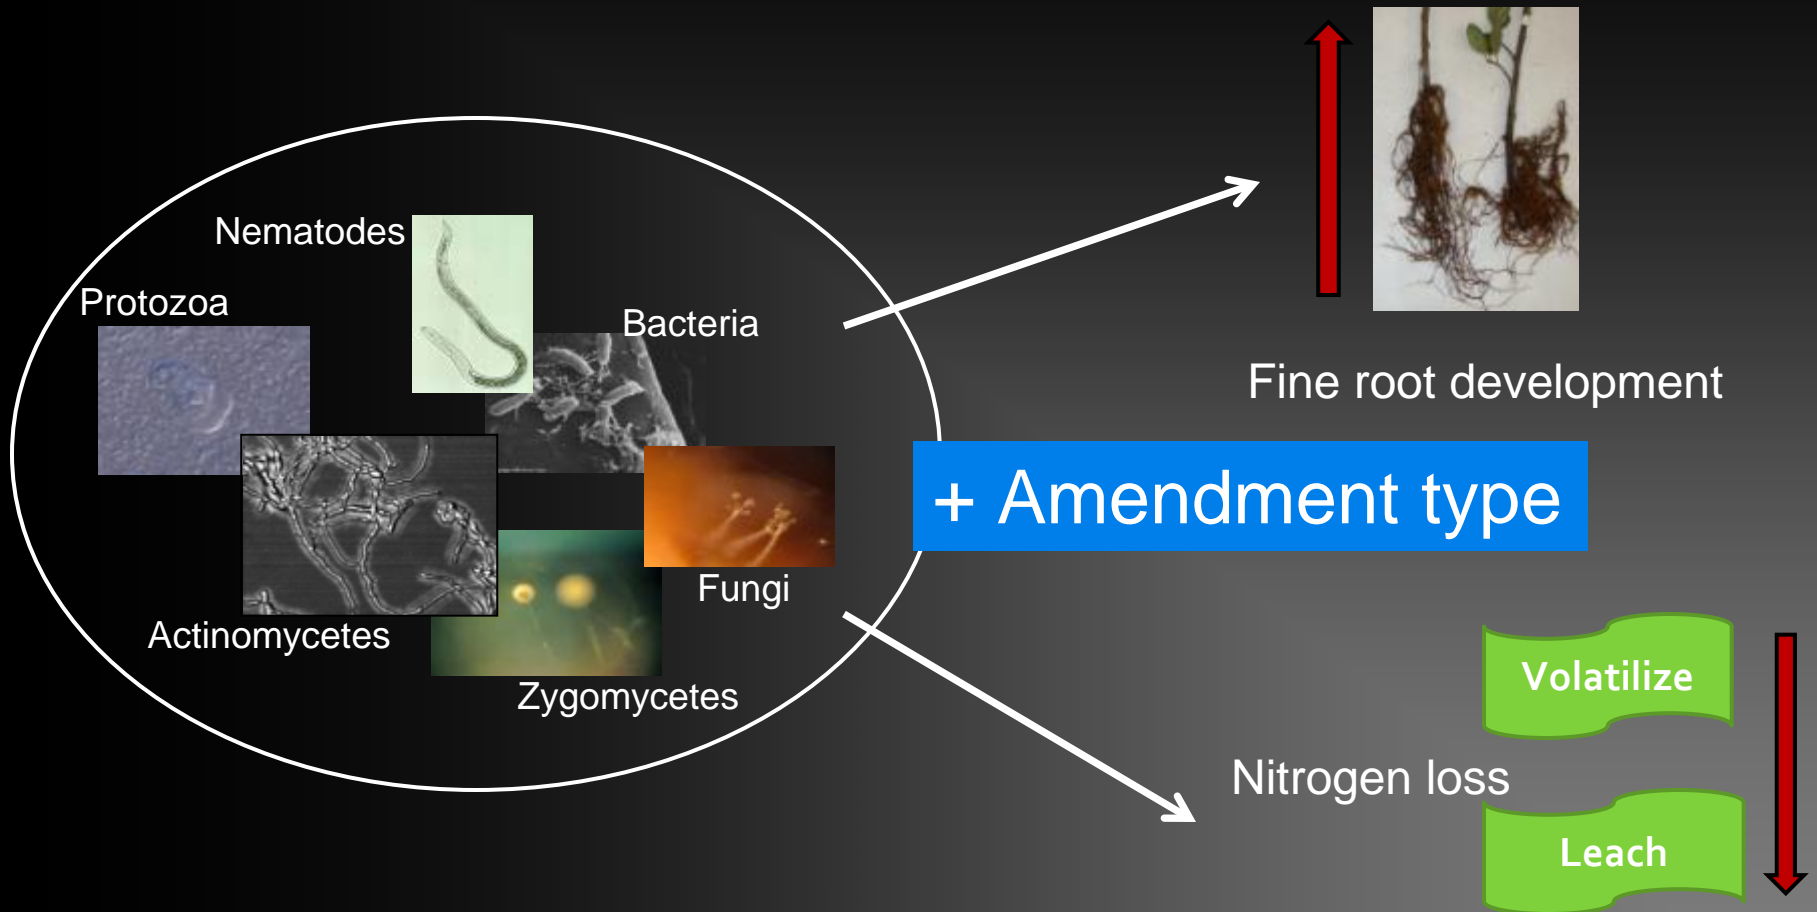 Nematodes
Protozoa
Bacteria
Fungi
Actinomycetes
Zygomycetes
Fine root development
+ Amendment type
Volatilize
Nitrogen loss
Leach